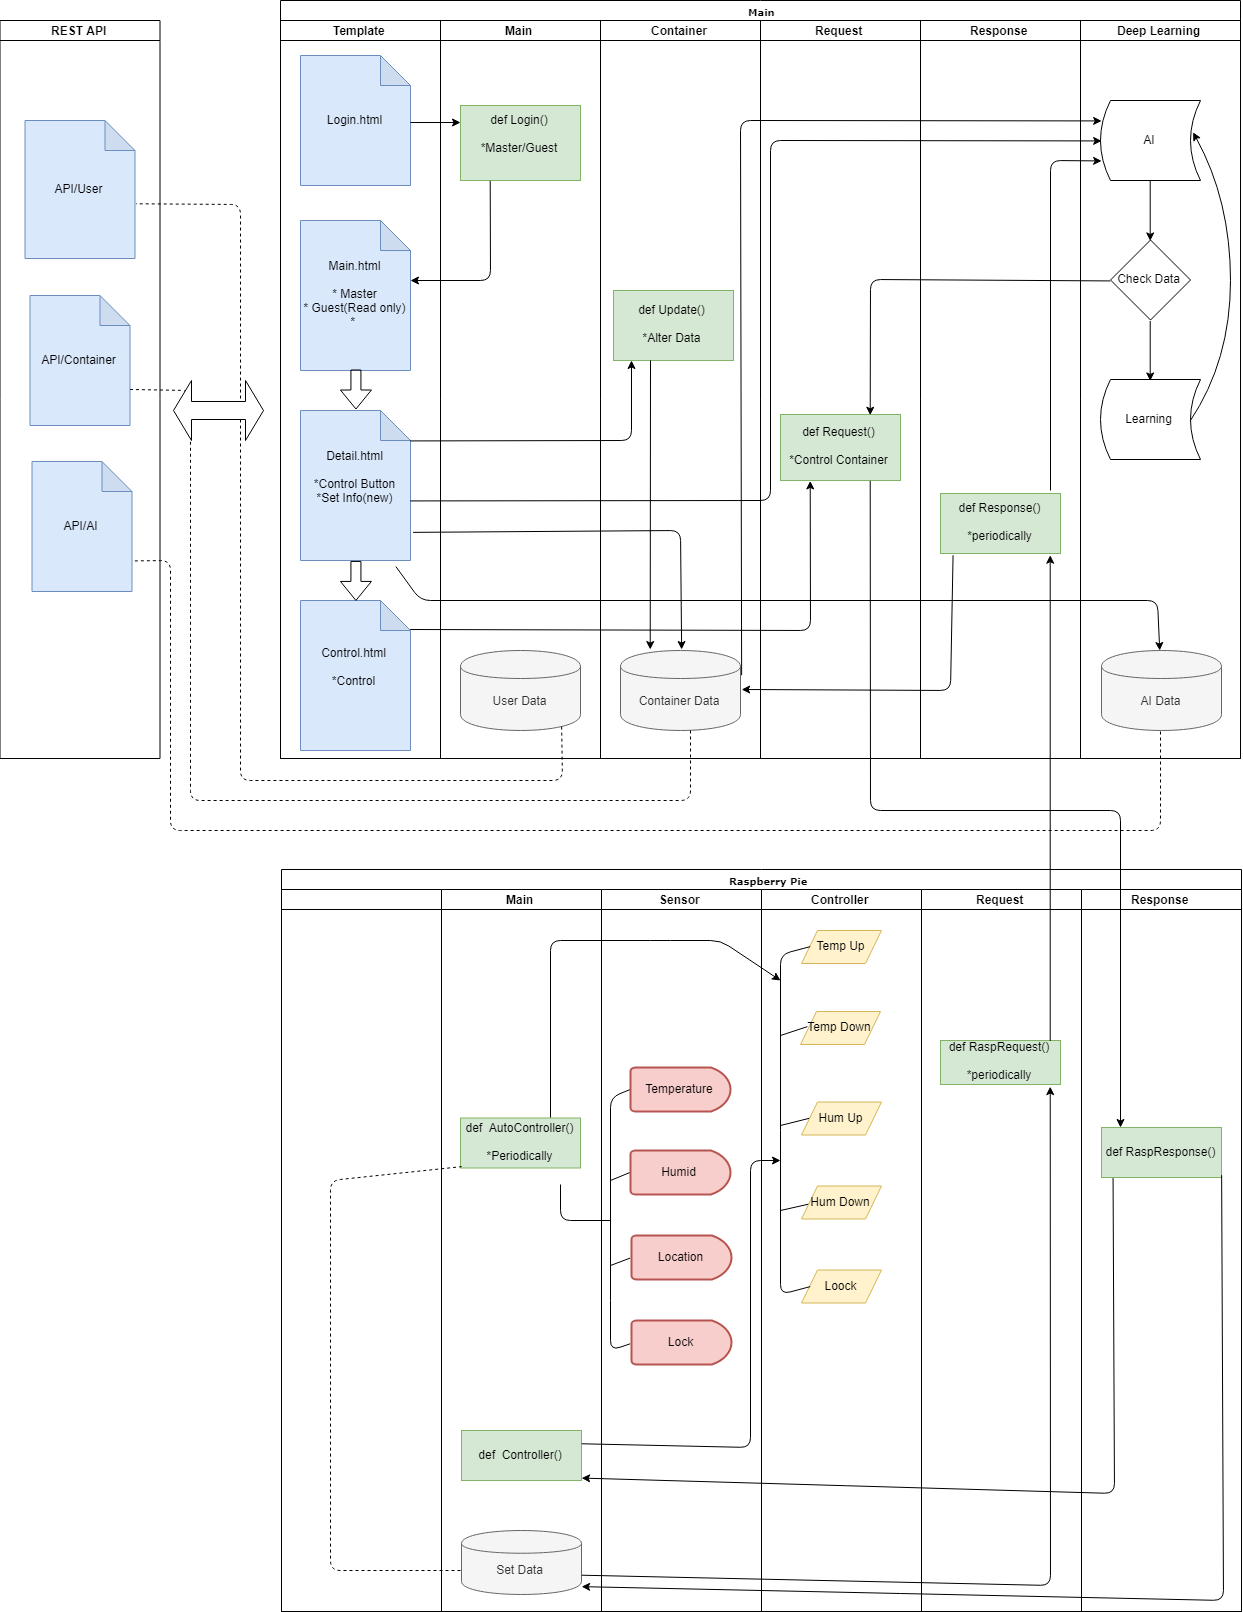 REST API
API/User
API/Container
API/AI
Main
Template
Main
Container
Request
Response
Deep Learning
Login.html
def Login()
*Master/Guest
AI
Main.html
* Master
* Guest(Read only)
*
def Update()
*Alter Data
Check Data
Detail.html
*Control Button
*Set Info(new)
def Request()
*Control Container
Learning
def Response()
*periodically
Control.html
*Control
User Data
Container Data
AI Data
Raspberry Pie
Main
Sensor
Controller
Request
Response
Temp Up
Temp Down
def RaspRequest()
*periodically
Temperature
Hum Up
def  AutoController()
*Periodically
def RaspResponse()
Humid
Hum Down
Location
Loock
Lock
def  Controller()
Set Data